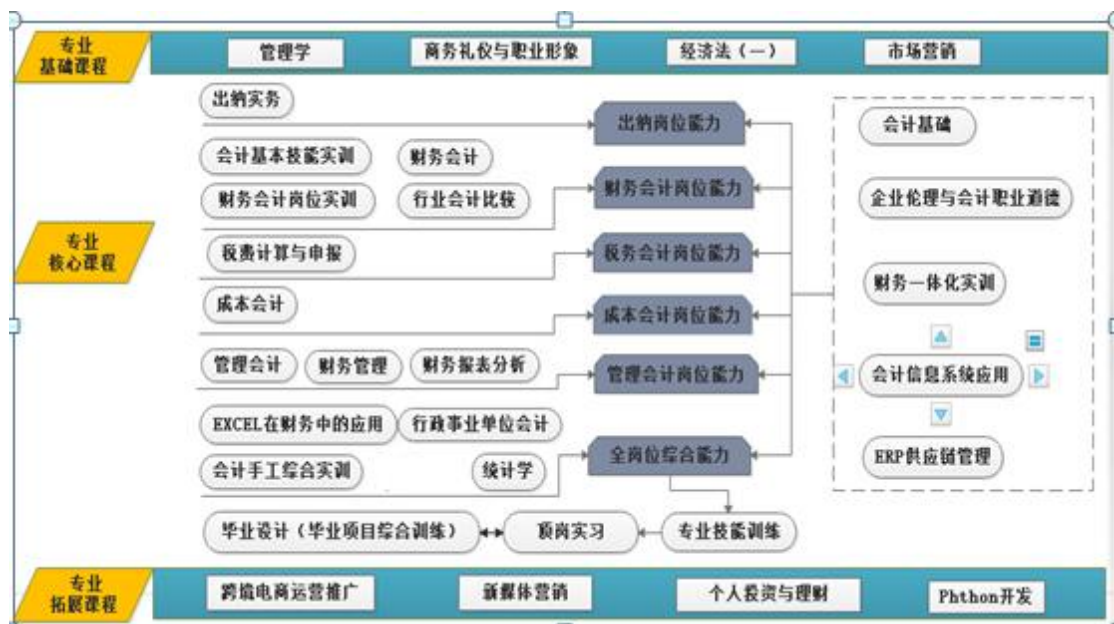 专业
基础课程
管理学
商务礼仪与职业形象
经济法（一）
市场营销
出纳实务
出纳岗位能力
会计基础
会计基本技能实训
财务会计
财务会计岗位实训
行业会计比较
财务会计岗位能力
企业伦理与会计职业道德
专业
核心课程
税费计算与申报
税务会计岗位能力
财务一体化实训
成本会计
成本会计岗位能力
管理会计
财务管理
财务报表分析
管理会计岗位能力
会计信息系统应用
EXCEL在财务中的应用
行政事业单位会计
会计手工综合实训
统计学
全岗位综合能力
ERP供应链管理
毕业设计（毕业项目综合训练）
顶岗实习
专业技能训练
专业
拓展课程
跨境电商运营推广
新媒体营销
个人投资与理财
Phthon开发